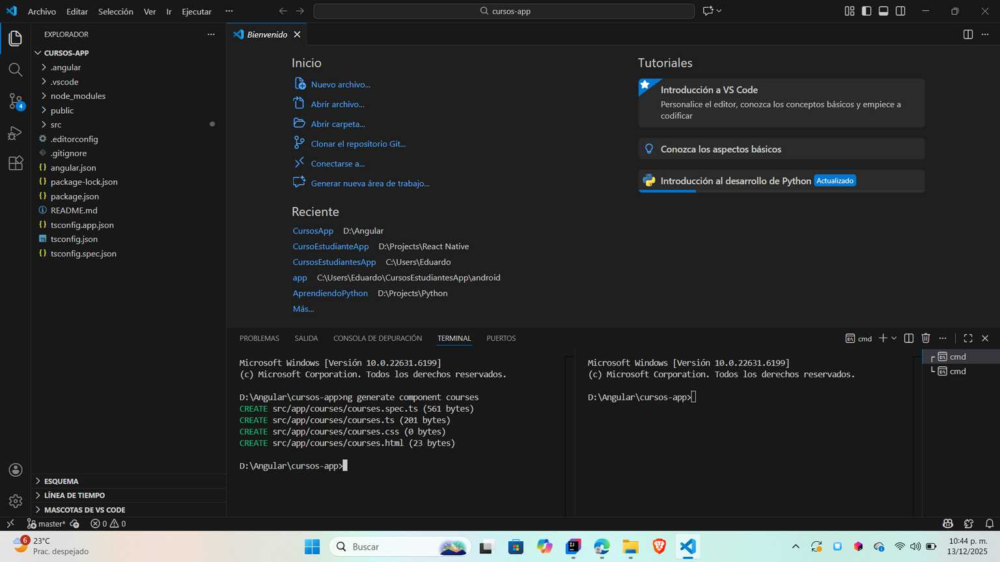 Archivo Editar Selección Ver Ir Ejecutar ···
cursos-app
EXPLORADOR ···
CURSOS-APP
.angular
.vscode
node_modules
public
src
.editorconfig
.gitignore
angular.json
package-lock.json
package.json
README.md
tsconfig.app.json
tsconfig.json
tsconfig.spec.json
ESQUEMA
LÍNEA DE TIEMPO
MASCOTAS DE VS CODE
4
Bienvenido
Inicio
Nuevo archivo...
Abrir archivo...
Abrir carpeta...
Clonar el repositorio Git...
Conectarse a...
Generar nueva área de trabajo...
Reciente
CursosApp D:\Angular
CursoEstudianteApp D:\Projects\React Native
CursosEstudiantesApp C:\Users\Eduardo
app C:\Users\Eduardo\CursosEstudiantesApp\android
AprendiendoPython D:\Projects\Python
Más...
Tutoriales
Introducción a VS Code
Personalice el editor, conozca los conceptos básicos y empiece a
codificar
Conozca los aspectos básicos
Introducción al desarrollo de Python Actualizado
PROBLEMAS SALIDA CONSOLA DE DEPURACIÓN TERMINAL PUERTOS
cmd
Microsoft Windows [Versión 10.0.22631.6199]
(c) Microsoft Corporation. Todos los derechos reservados.
D:\Angular\cursos-app>ng generate component courses
CREATE src/app/courses/courses.spec.ts (561 bytes)
CREATE src/app/courses/courses.ts (201 bytes)
CREATE src/app/courses/courses.css (0 bytes)
CREATE src/app/courses/courses.html (23 bytes)
D:\Angular\cursos-app>
Microsoft Windows [Versión 10.0.22631.6199]
(c) Microsoft Corporation. Todos los derechos reservados.
D:\Angular\cursos-app>
cmd
cmd
master* 0 0
6
23°C
Prac. despejado
Buscar
10:44 p. m.
13/12/2025